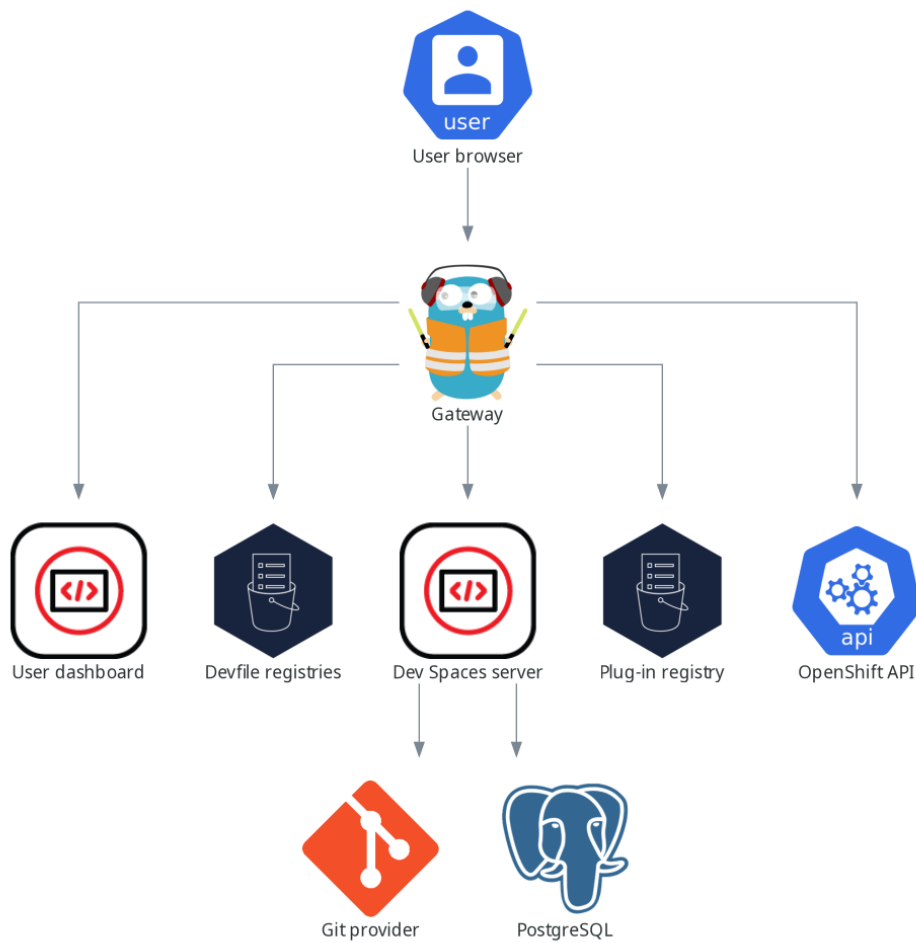 user
User browser
Gateway
</>
</>
api
User dashboard
Devfile registries
Dev Spaces server
Plug-in registry
OpenShift API
Git provider
PostgreSQL